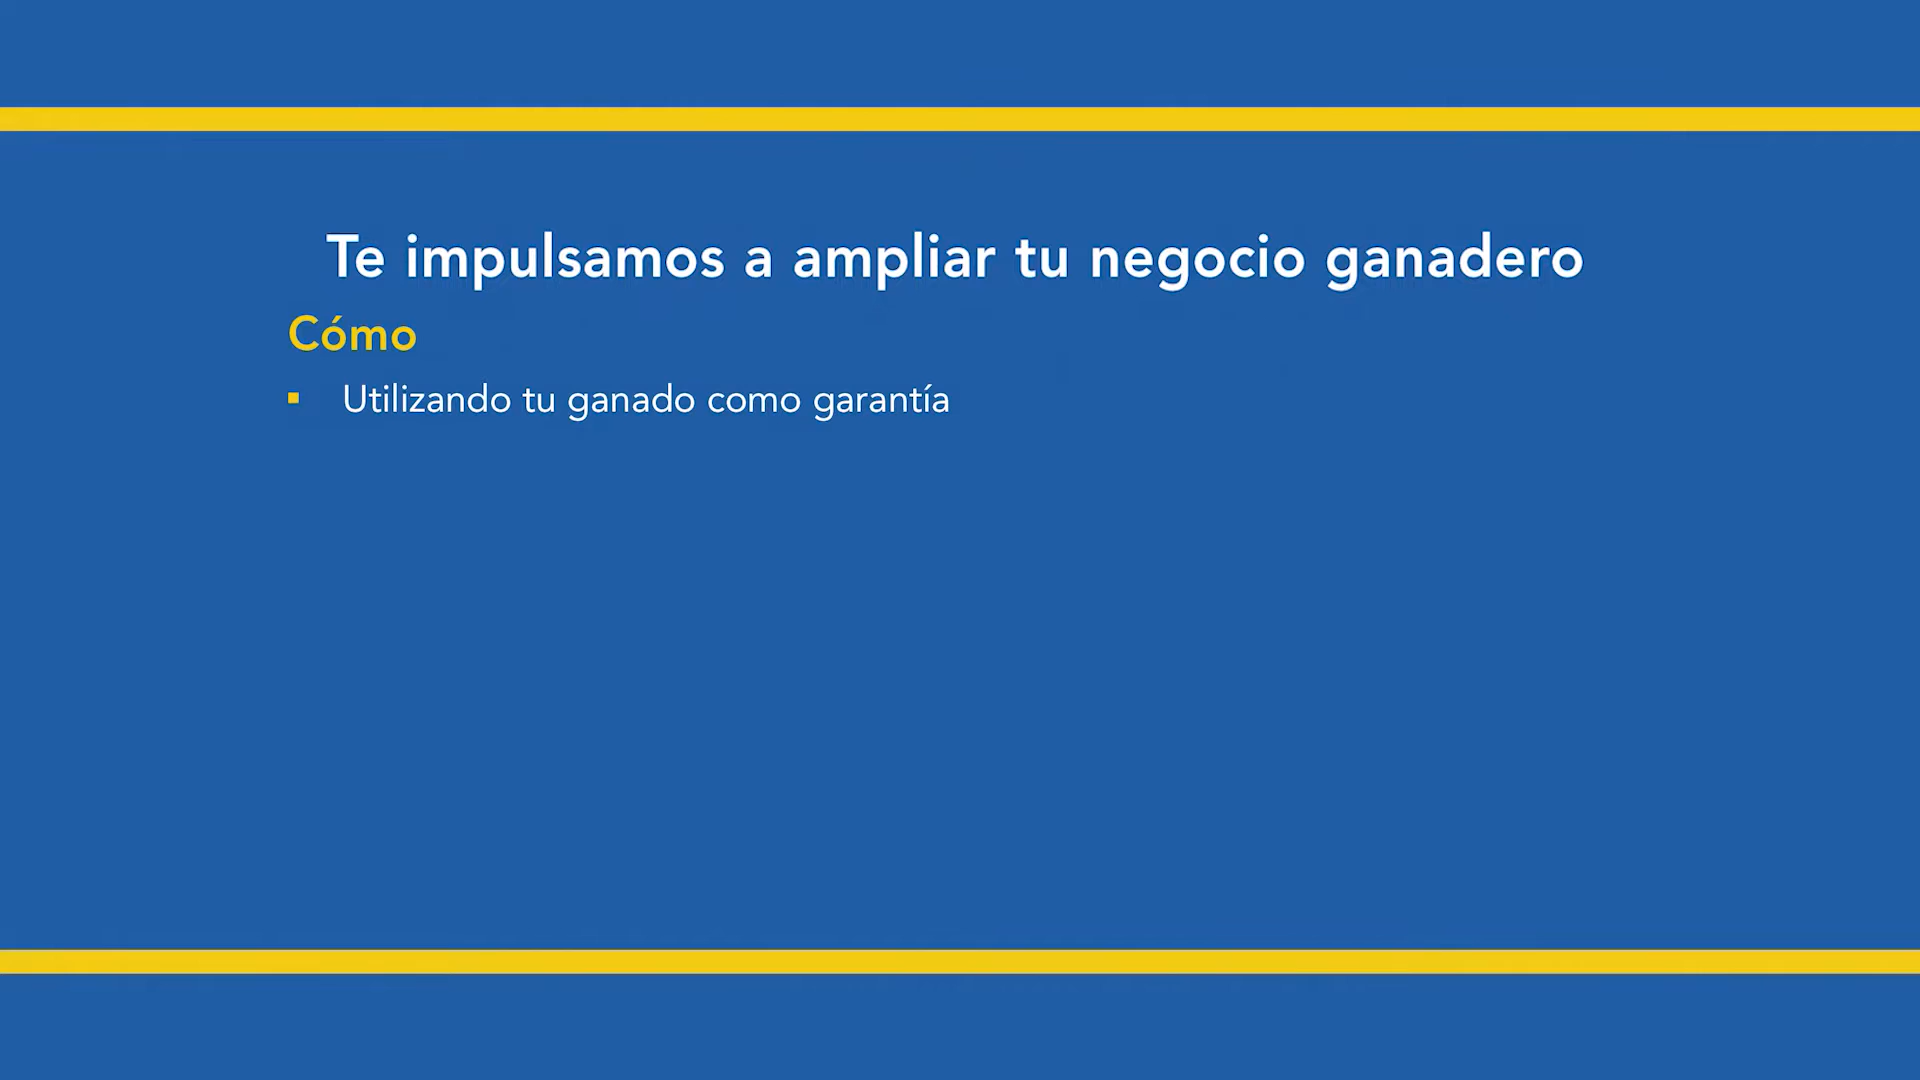 Te impulsamos a ampliar tu negocio ganadero
Cómo
▪ Utilizando tu ganado como garantía